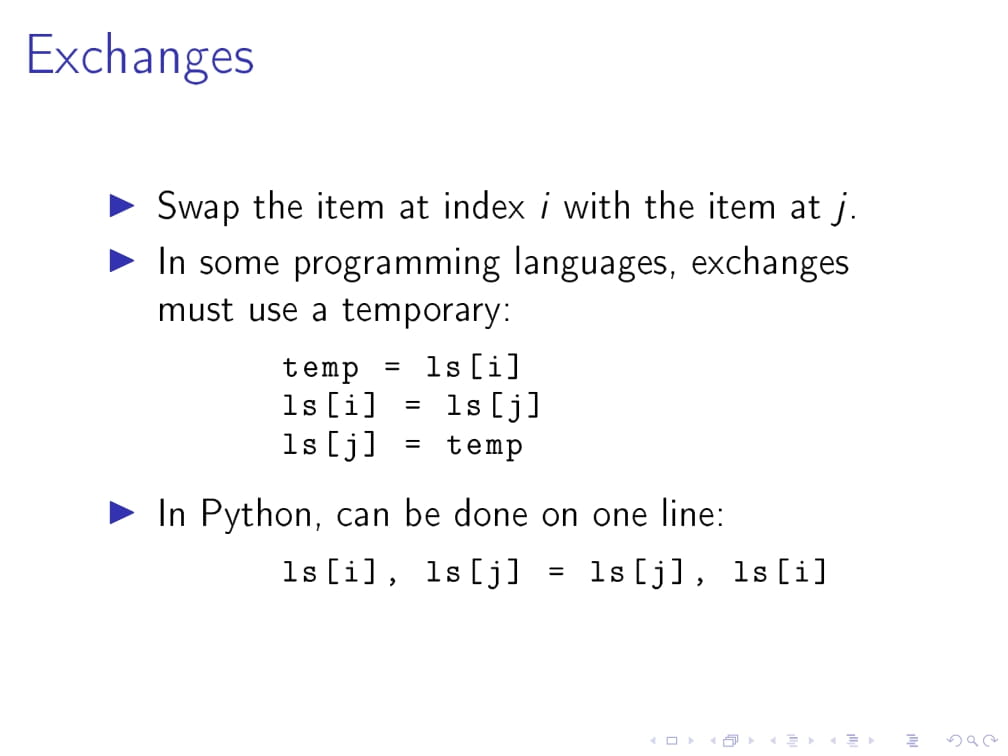 Exchanges
Swap the item at index i with the item at j.
In some programming languages, exchanges
must use a temporary:
temp = ls[i]
ls[i] = ls[j]
ls[j] = temp
In Python, can be done on one line:
ls[i], ls[j] = ls[j], ls[i]